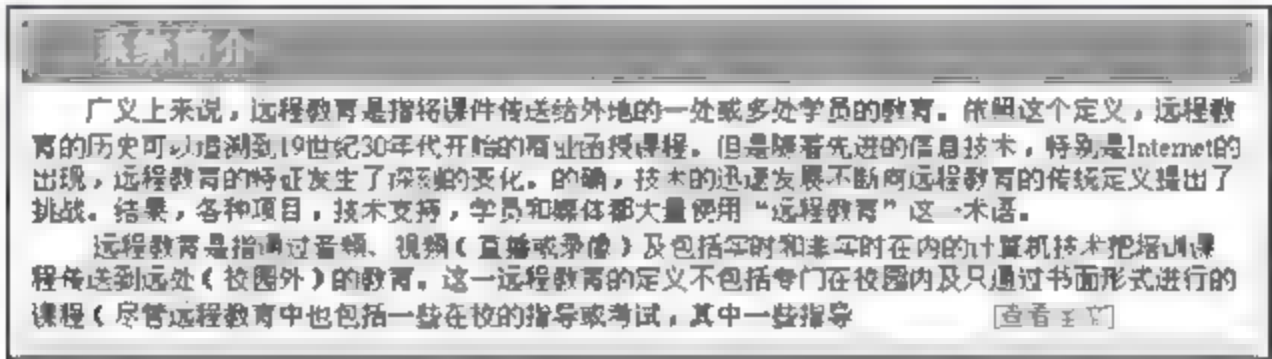 系统简介
广义上来说，远程教育是指将课件传送给外地的一处或多处学员的教育。依照这个定义，远程教
育的历史可以追溯到19世纪30年代开始的商业函授课程。但是随着先进的信息技术，特别是Internet的
出现，远程教育的特征发生了深刻的变化。的确，技术的迅速发展不断向远程教育的传统定义提出了
挑战。结果，各种项目，技术支持，学员和媒体都大量使用“远程教育”这一术语。
远程教育是指通过音频、视频（直播或录像）及包括实时和非实时在内的计算机技术把培训课
程传送到远处（校园外）的教育。这一远程教育的定义不包括专门在校园内及只通过书面形式进行的
课程（尽管远程教育中也包括一些在校的指导或考试，其中一些指导 [查看全文]